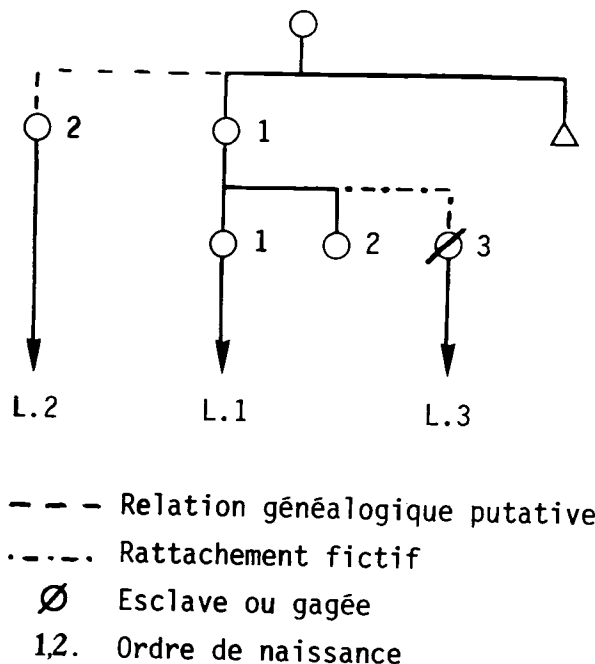 2 1
1 2 3
L.2 L.1 L.3
Relation généalogique putative
Rattachement fictif
Esclave ou gagée
1,2. Ordre de naissance